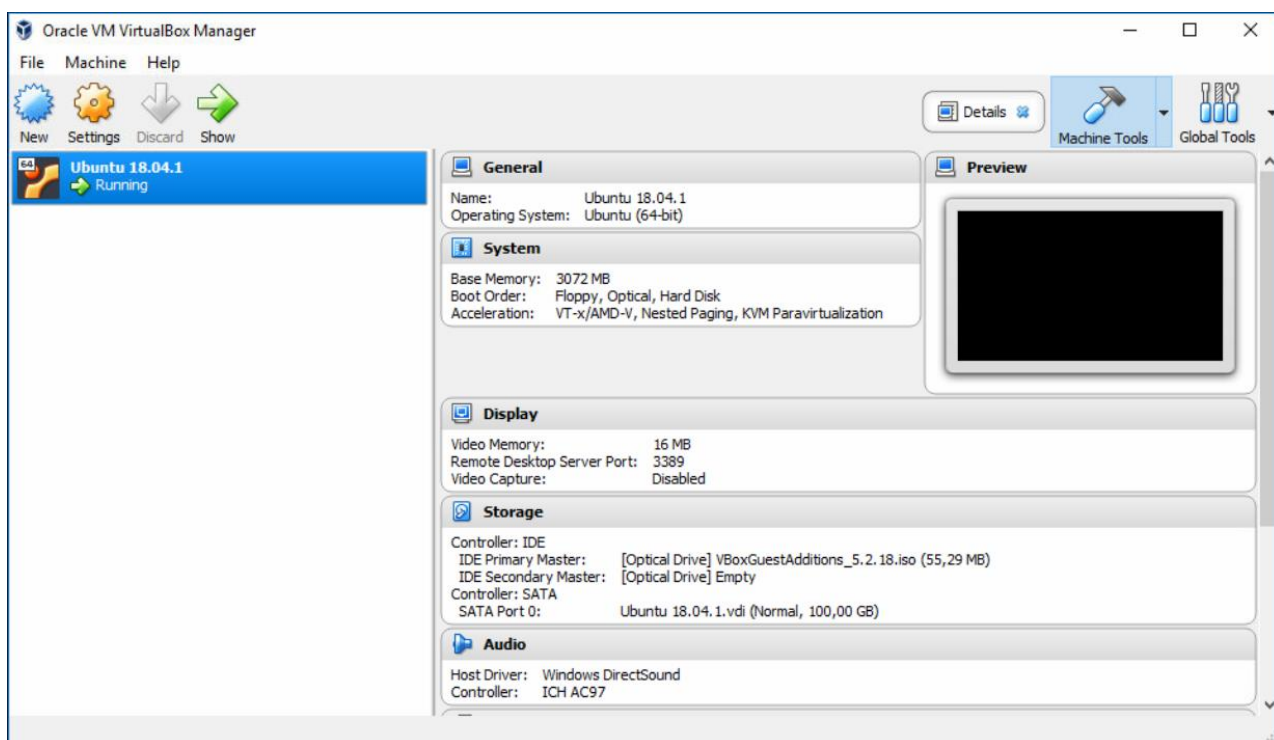 Oracle VM VirtualBox Manager
File Machine Help
New Settings Discard Show
Details
Machine Tools
Global Tools
64
Ubuntu 18.04.1
Running
General
Name: Ubuntu 18.04.1
Operating System: Ubuntu (64-bit)
System
Base Memory: 3072 MB
Boot Order: Floppy, Optical, Hard Disk
Acceleration: VT-x/AMD-V, Nested Paging, KVM Paravirtualization
Preview
Display
Video Memory: 16 MB
Remote Desktop Server Port: 3389
Video Capture: Disabled
Storage
Controller: IDE
IDE Primary Master: [Optical Drive] VBoxGuestAdditions_5.2.18.iso (55,29 MB)
IDE Secondary Master: [Optical Drive] Empty
Controller: SATA
SATA Port 0: Ubuntu 18.04.1.vdi (Normal, 100,00 GB)
Audio
Host Driver: Windows DirectSound
Controller: ICH AC97